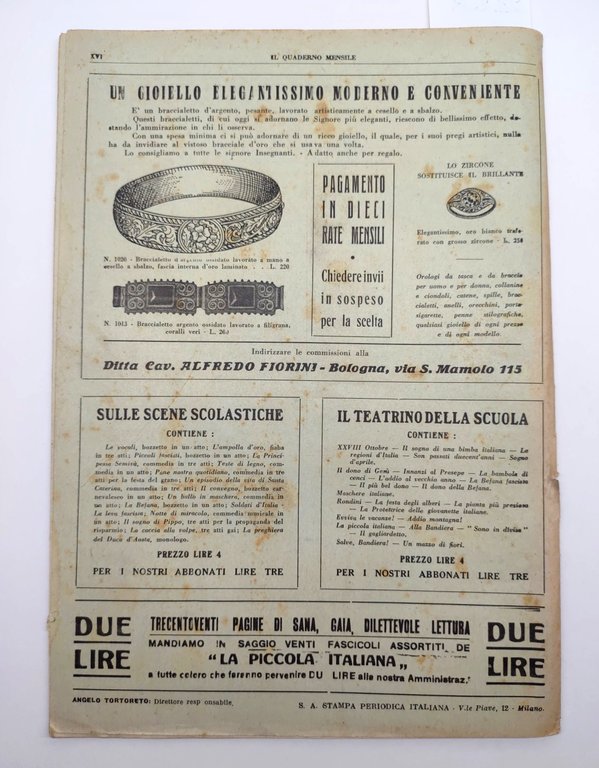 XVI
IL QUADERNO MENSILE
UN GIOIELLO ELEGANTISSIMO MODERNO E CONVENIENTE
E' un braccialetto d'argento, pesante, lavorato artisticamente a cesello e a sbalzo.
Questi braccialetti, di cui oggi si adornano le Signore più eleganti, riescono di bellissimo effetto, de-
stando l'ammirazione in chi li osserva.
Con una spesa minima ci si può adornare di un ricco gioiello, il quale, per i suoi pregi artistici, nulla
ha da invidiare al vistoso bracciale d'oro che si usava una volta.
Lo consigliamo a tutte le signore Insegnanti. - Adatto anche per regalo.
N. 1020 - Braccialetto argento ossidato lavorato a mano a
cesello a sbalzo, fascia interna d'oro laminato . . L. 220
N. 1015 - Braccialetto argento ossidato lavorato a filigrana,
coralli veri - L.
PAGAMENTO
IN DIECI
RATE MENSILI
Chiedere invii
in sospeso
per la scelta
LO ZIRCONE
SOSTITUISCE IL BRILLANTE
Elegantissimo, oro bianco trafo-
rato con grosso zircone - L.
Orologi da tasca e da braccio
per uomo e per donna, collanine
e ciondoli, catene, spille, brac-
cialetti, anelli, orecchini, porta-
sigarette, penne stilografiche,
qualsiasi gioiello di ogni prezzo
e di ogni modello.
Indirizzare le commissioni alla
Ditta Cav. ALFREDO FIORINI - Bologna, via S. Mamolo 115
SULLE SCENE SCOLASTICHE
CONTIENE :
Le vocali, bozzetto in un atto; L'ampolla d'oro, fiaba
in tre atti; Piccoli fascisti, bozzetto in un atto; La Princi-
pessa Semirà, commedia in tre atti; Teste di legno, com-
media in un atto; Pane nostro quotidiano, commedia in tre
atti per la festa del grano; Un episodio della vita di Santa
Caterina, commedia in tre atti; Il convegno, bozzetto car-
nevalesco in un atto; Un ballo in maschera, commedia in
un atto; La Befana, bozzetto in un atto; Soldati d'Italia -
La leva fascista; Notte di miracolo, commedia musicale in
un atto; Il sogno di Pippo, tre atti per la propaganda del
risparmio; La caccia alla volpe, tre atti gai; La preghiera
del Duca d'Aosta, monologo.
PREZZO LIRE 4
PER I NOSTRI ABBONATI LIRE TRE
IL TEATRINO DELLA SCUOLA
CONTIENE :
XXVIII Ottobre — Il sogno di una bimba italiana — Le
regioni d'Italia — Son passati duecent'anni — Sogno
d'aprile.
Il dono di Gesù — Innanzi al Presepe — La bambola di
cenci — L'addio al vecchio anno — La Befana fascista
— Il più bel dono — Il dono della Befana.
Maschere italiane.
Rondini — La festa degli alberi — La pianta più preziosa
— La Protettrice della gioventù italiana.
Evviva le vacanze! — Addio montagna!
La piccola italiana — Alla Bandiera — "Sono in divisa"
— Il gagliardetto.
Salve, Bandiera! — Un mazzo di fiori.
PREZZO LIRE 4
PER I NOSTRI ABBONATI LIRE TRE
DUE
LIRE
TRECENTOVENTI PAGINE DI SANA, GAIA, DILETTEVOLE LETTURA
MANDIAMO IN SAGGIO VENTI FASCICOLI ASSORTITI DE
"LA PICCOLA ITALIANA,,
a tutte coloro che faranno pervenire DU LIRE alla nostra Amministraz.
DUE
LIRE
ANGELO TORTORETO: Direttore resp onsabile.
S. A. STAMPA PERIODICA ITALIANA - V.le Piave, 12 - Milano.